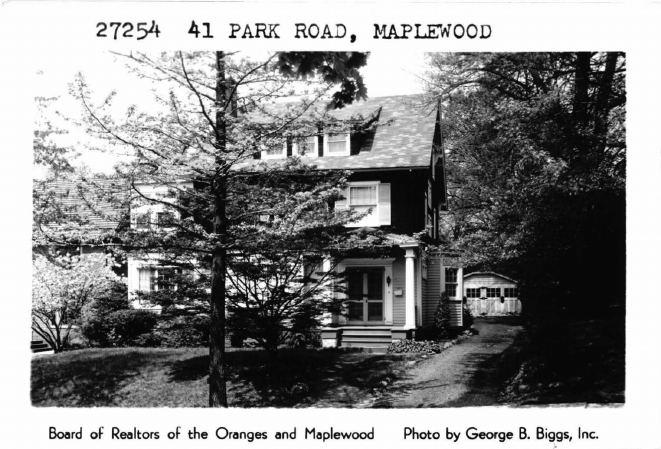 27254 41 PARK ROAD, MAPLEWOOD
Board of Realtors of the Oranges and Maplewood Photo by George B. Biggs, Inc.